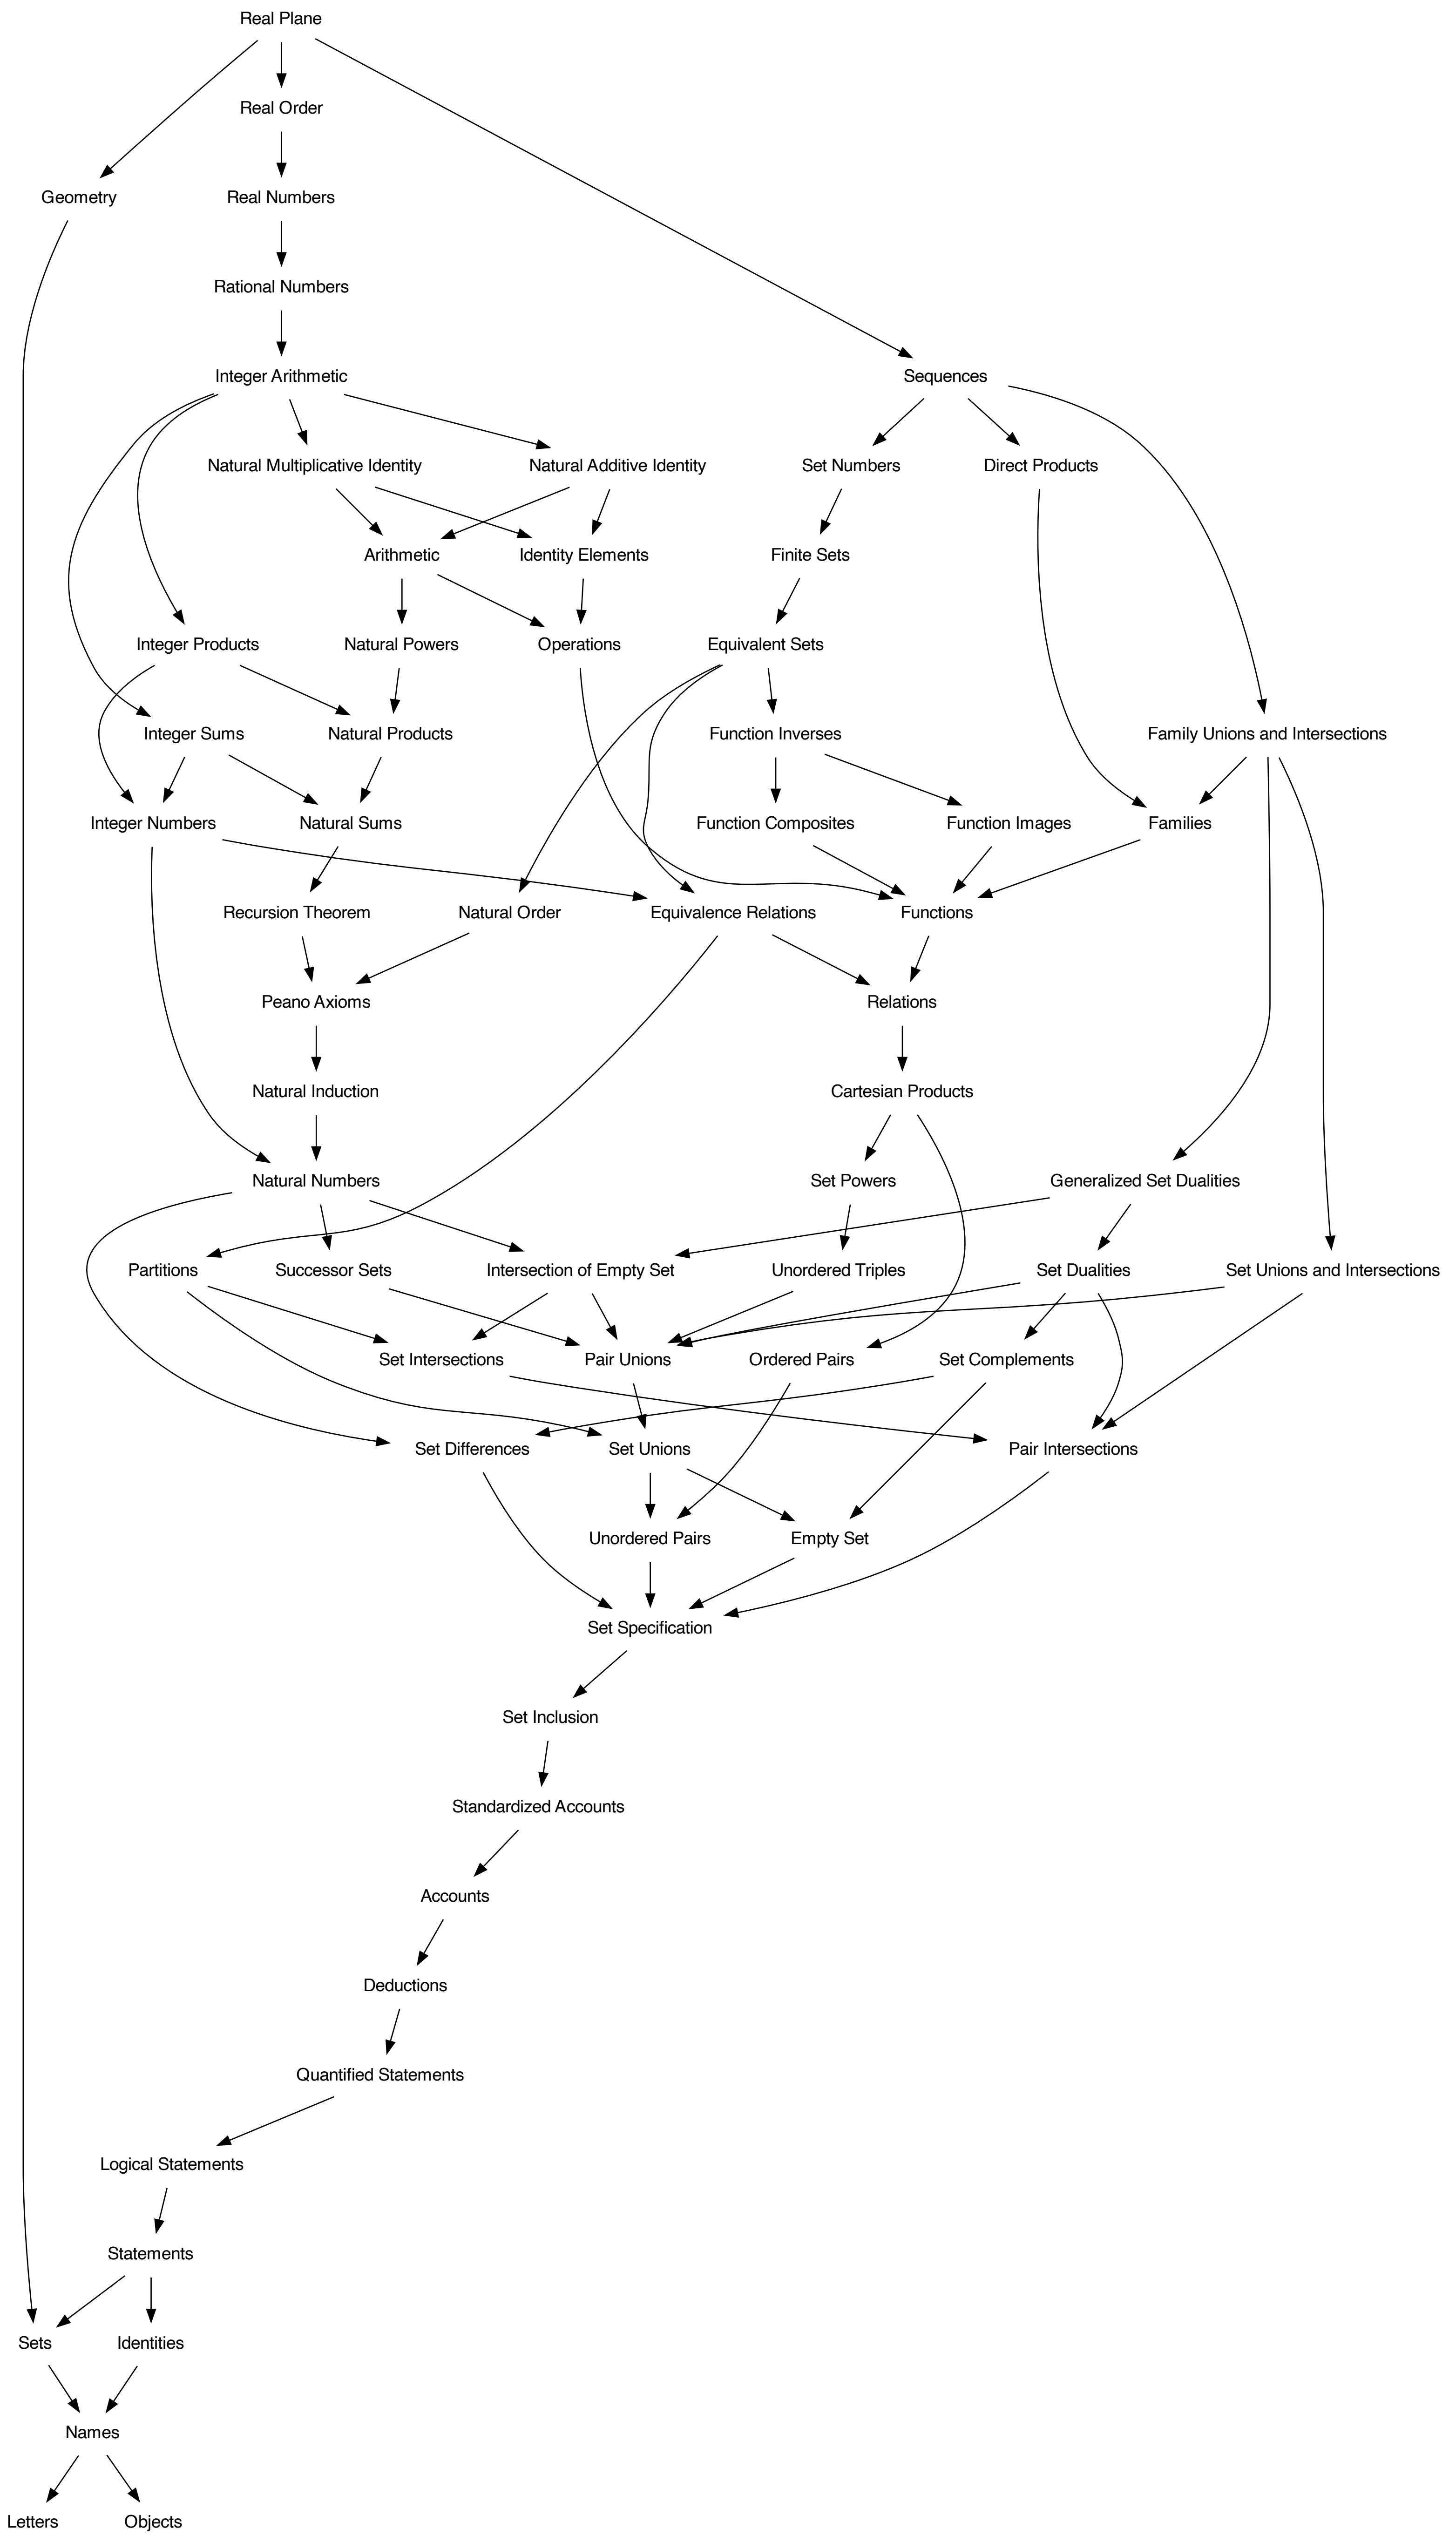 Real Plane
Real Order
Geometry
Real Numbers
Rational Numbers
Integer Arithmetic
Sequences
Natural Multiplicative Identity
Natural Additive Identity
Set Numbers
Direct Products
Arithmetic
Identity Elements
Finite Sets
Integer Products
Natural Powers
Operations
Equivalent Sets
Integer Sums
Natural Products
Function Inverses
Family Unions and Intersections
Integer Numbers
Natural Sums
Function Composites
Function Images
Families
Recursion Theorem
Natural Order
Equivalence Relations
Functions
Peano Axioms
Relations
Natural Induction
Cartesian Products
Natural Numbers
Set Powers
Generalized Set Dualities
Partitions
Successor Sets
Intersection of Empty Set
Unordered Triples
Set Dualities
Set Unions and Intersections
Set Intersections
Pair Unions
Ordered Pairs
Set Complements
Set Differences
Set Unions
Pair Intersections
Unordered Pairs
Empty Set
Set Specification
Set Inclusion
Standardized Accounts
Accounts
Deductions
Quantified Statements
Logical Statements
Statements
Sets
Identities
Names
Letters
Objects